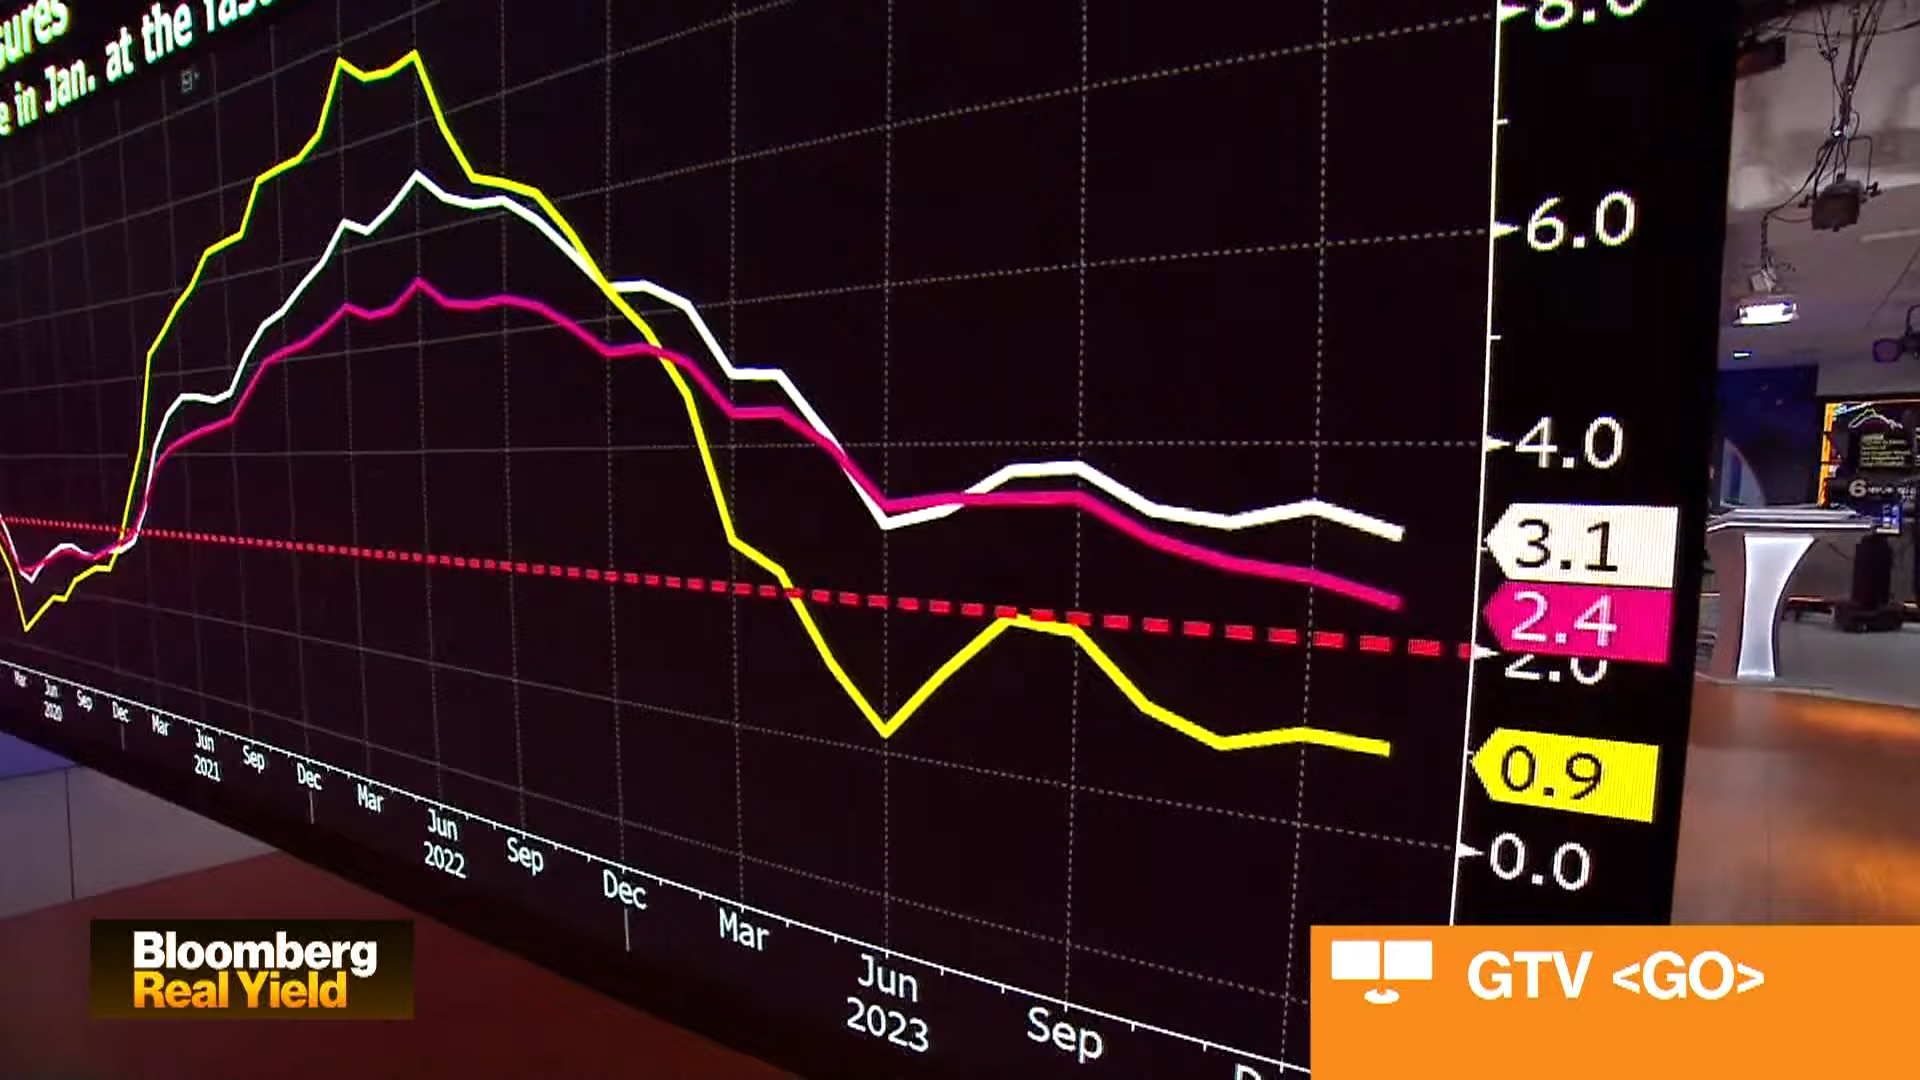 sures
e in Jan. at the
8.0
6.0
4.0
3.1
2.4
2.0
0.9
0.0
Mar Jun Sep Dec Mar Jun Sep Dec Mar Jun Sep Dec Mar Jun Sep
2020 2021 2022 2023
Bloomberg
Real Yield
GTV <GO>